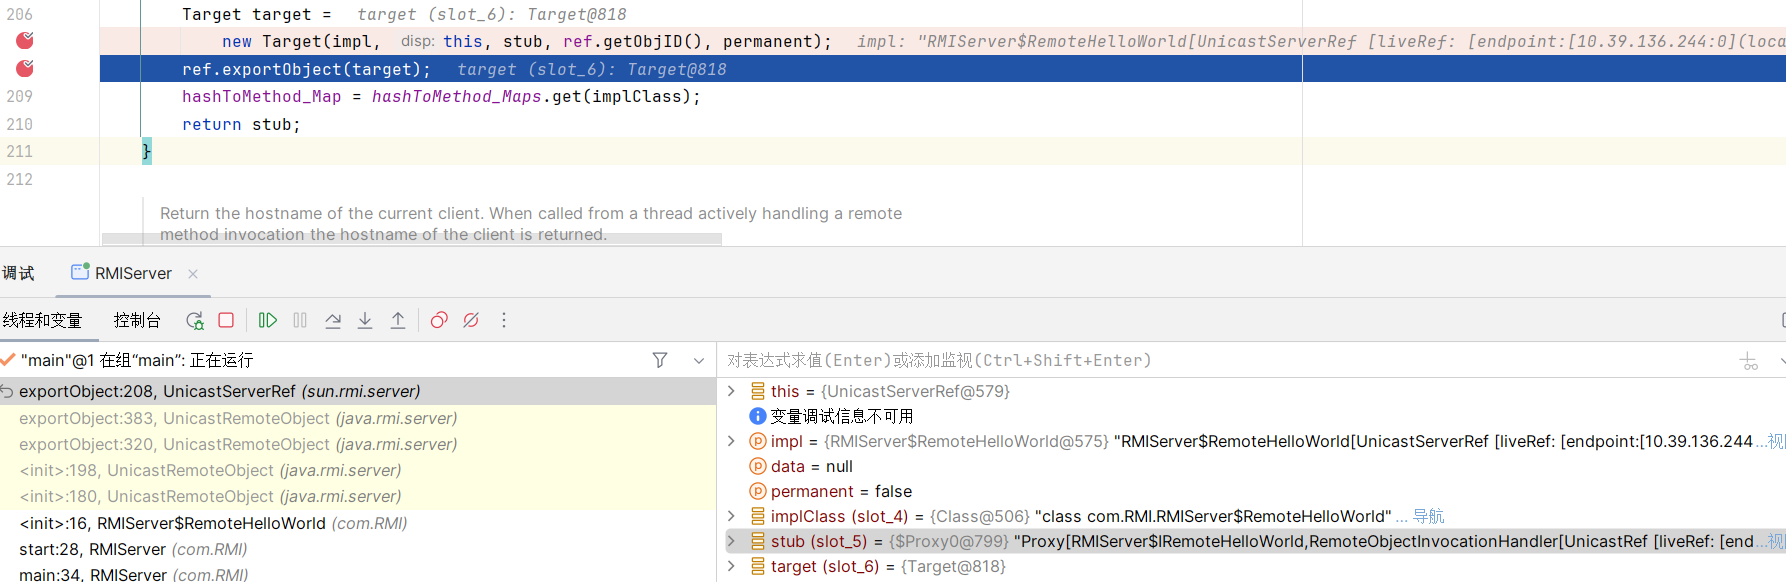 206 Target target = target (slot_6): Target@818
new Target(impl, disp: this, stub, ref.getObjID(), permanent); impl: "RMIServer$RemoteHelloWorld[UnicastServerRef [liveRef: [endpoint:[10.39.136.244:0](loca
ref.exportObject(target); target (slot_6): Target@818
209 hashToMethod_Map = hashToMethod_Maps.get(implClass);
210 return stub;
211 }
212
Return the hostname of the current client. When called from a thread actively handling a remote
method invocation the hostname of the client is returned.
调试 RMIServer ×
线程和变量 控制台
"main"@1 在组“main”: 正在运行
对表达式求值(Enter)或添加监视(Ctrl+Shift+Enter)
exportObject:208, UnicastServerRef (sun.rmi.server)
exportObject:383, UnicastRemoteObject (java.rmi.server)
exportObject:320, UnicastRemoteObject (java.rmi.server)
<init>:198, UnicastRemoteObject (java.rmi.server)
<init>:180, UnicastRemoteObject (java.rmi.server)
<init>:16, RMIServer$RemoteHelloWorld (com.RMI)
start:28, RMIServer (com.RMI)
main:34, RMIServer (com.RMI)
this = {UnicastServerRef@579}
变量调试信息不可用
impl = {RMIServer$RemoteHelloWorld@575} "RMIServer$RemoteHelloWorld[UnicastServerRef [liveRef: [endpoint:[10.39.136.244 ...视
data = null
permanent = false
implClass (slot_4) = {Class@506} "class com.RMI.RMIServer$RemoteHelloWorld" ... 导航
stub (slot_5) = {$Proxy0@799} "Proxy[RMIServer$IRemoteHelloWorld,RemoteObjectInvocationHandler[UnicastRef [liveRef: [end ...视
target (slot_6) = {Target@818}